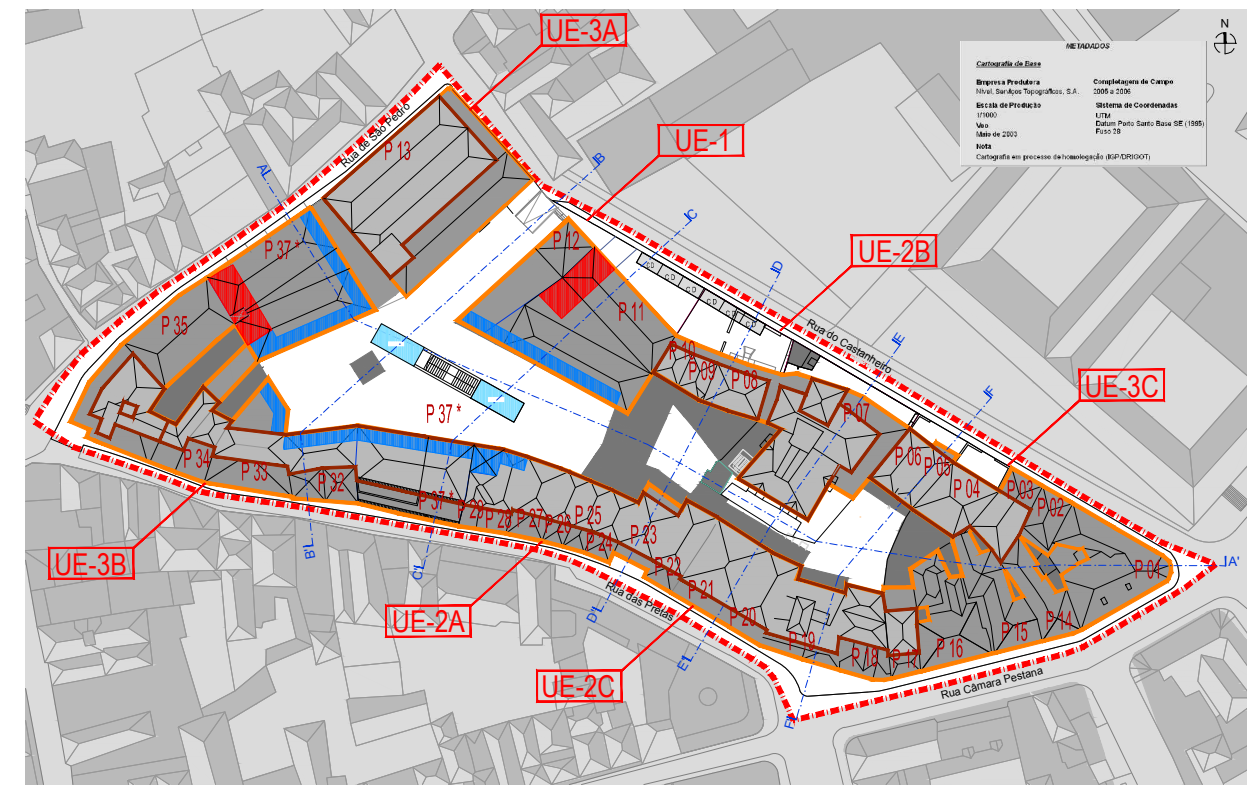 UE-3A
N
METADADOS
Cartografia de Base
Empresa Produtora
Nível, Serviços Topográficos, S.A.
Completagem de Campo
2005 a 2006
Escala de Produção
1/1000
Sistema de Coordenadas
UTM
Datum Porto Santo Base SE (1995)
Fuso 28
Voo
Maio de 2003
Nota
Cartografia em processo de homologação (IGP/DRIGOT)
UE-1
Rua de São Pedro
P 13
A
B
C
UE-2B
P 12
P 37 *
D
P 11
Rua do Castanheiro
E
P 35
P 10
P 09
P 08
F
UE-3C
P 07
P 37 *
P 06
P 05
P 04
P 03
P 02
P 34
P 33
P 32
P 37 *
P 29
P 28
P 27
P 26
P 25
P 24
P 23
P 22
P 21
P 20
P 19
P 18
P 17
P 16
P 15
P 14
P 01
A'
B'
C'
D'
E'
F'
UE-3B
UE-2A
Rua das Pretas
UE-2C
Rua Câmara Pestana